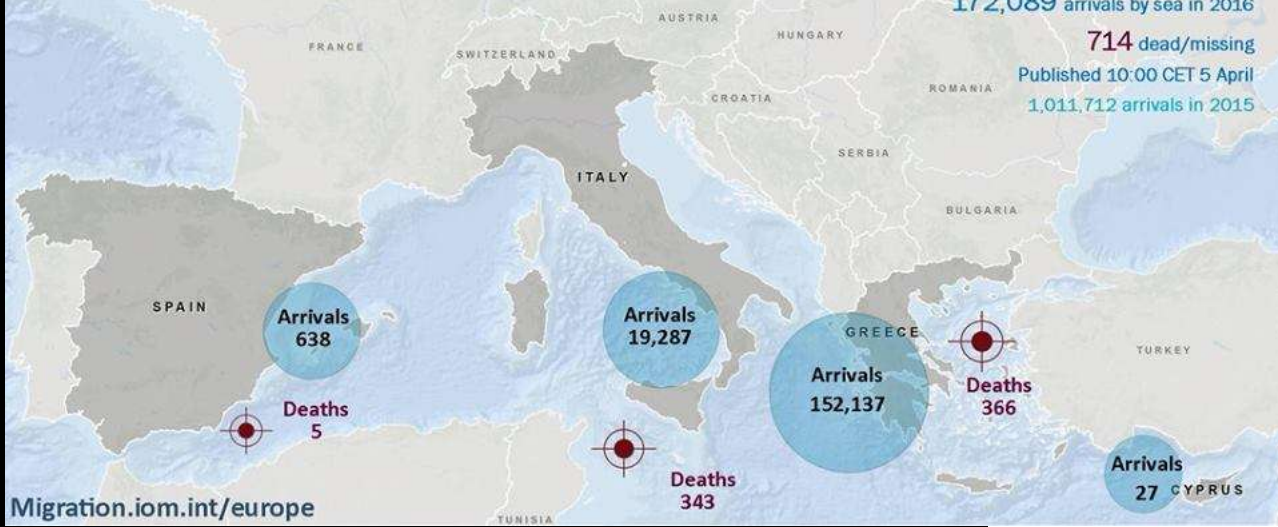 172,089 arrivals by sea in 2016
714 dead/missing
Published 10:00 CET 5 April
1,011,712 arrivals in 2015
AUSTRIA
HUNGARY
FRANCE
SWITZERLAND
ROMANIA
CROATIA
SERBIA
ITALY
BULGARIA
SPAIN
Arrivals
638
Arrivals
19,287
GREECE
TURKEY
Arrivals
152,137
Deaths
366
Deaths
5
Arrivals
27
CYPRUS
Deaths
343
Migration.iom.int/europe
TUNISIA